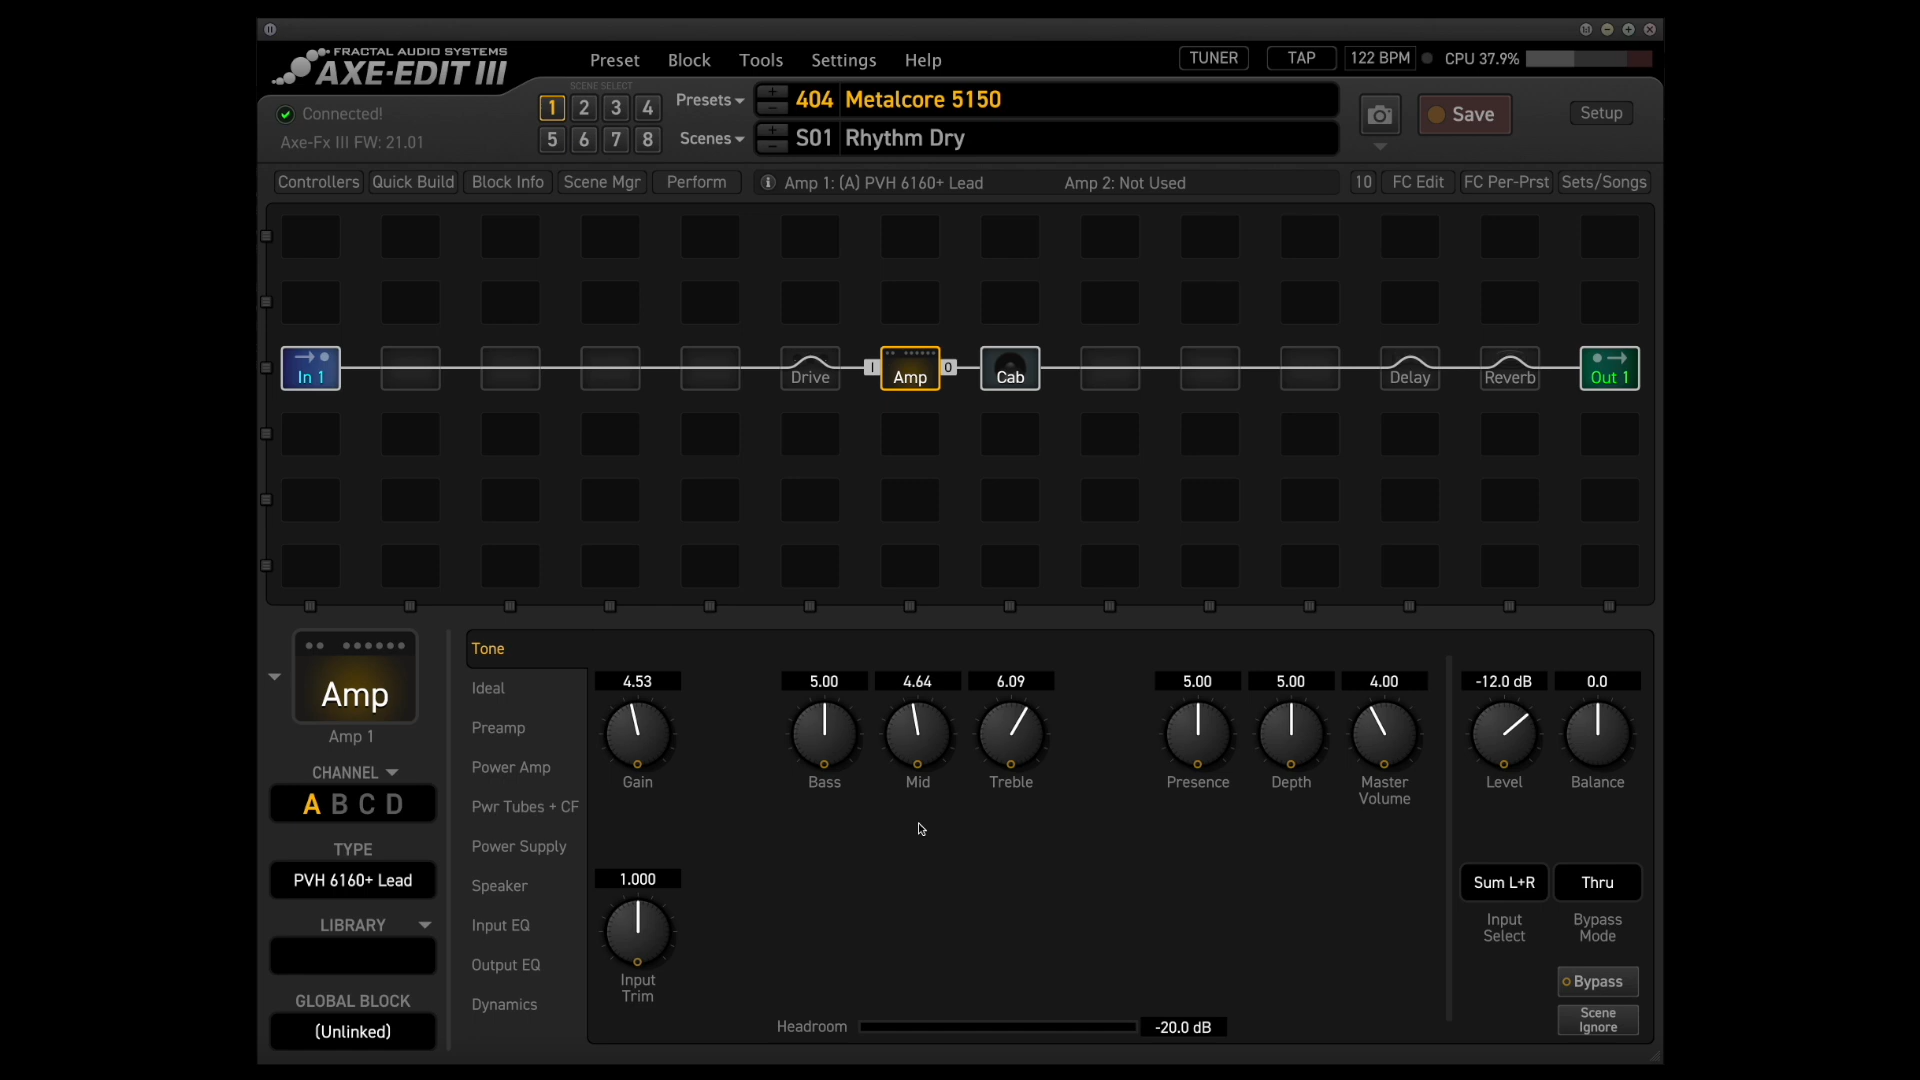 FRACTAL AUDIO SYSTEMS
AXE-EDIT III
Preset Block Tools Settings Help
TUNER TAP 122 BPM CPU 37.9%
Connected!
Axe-Fx III FW: 21.01
SCENE SELECT
1 2 3 4
5 6 7 8
Presets 404 Metalcore 5150
Scenes S01 Rhythm Dry
Save
Setup
Controllers Quick Build Block Info Scene Mgr Perform
Amp 1: (A) PVH 6160+ Lead Amp 2: Not Used
10 FC Edit FC Per-Prst Sets/Songs
In 1 Drive I Amp O Cab Delay Reverb Out 1
Amp
Amp 1
CHANNEL
A B C D
TYPE
PVH 6160+ Lead
LIBRARY
GLOBAL BLOCK
(Unlinked)
Tone
Ideal
Preamp
Power Amp
Pwr Tubes + CF
Power Supply
Speaker
Input EQ
Output EQ
Dynamics
4.53 5.00 4.64 6.09 5.00 5.00 4.00 -12.0 dB 0.0
Gain Bass Mid Treble Presence Depth Master Volume Level Balance
1.000
Input
Trim
Sum L+R Thru
Input Select
Bypass Mode
Bypass
Scene
Ignore
Headroom -20.0 dB